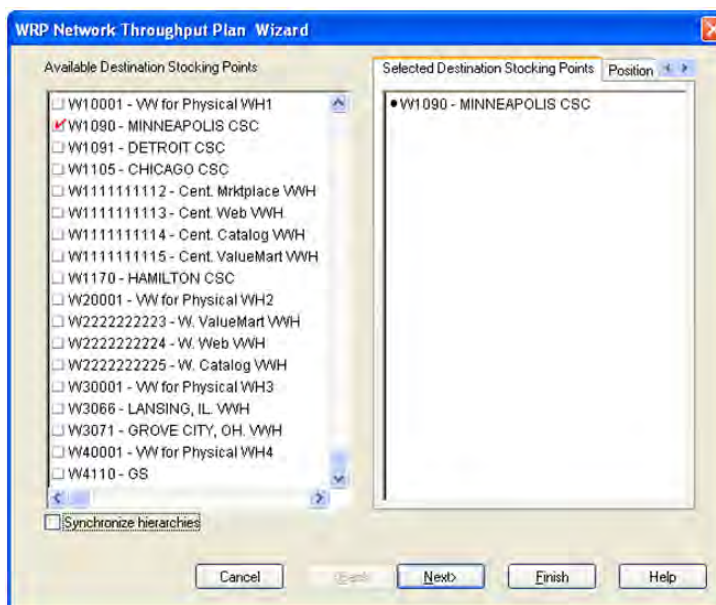 WRP Network Throughput Plan Wizard
Available Destination Stocking Points
W10001 - VW for Physical WH1
W1090 - MINNEAPOLIS CSC
W1091 - DETROIT CSC
W1105 - CHICAGO CSC
W1111111112 - Cent. Mrktplace VWH
W1111111113 - Cent. Web VWH
W1111111114 - Cent. Catalog VWH
W1111111115 - Cent. ValueMart VWH
W1170 - HAMILTON CSC
W20001 - VW for Physical WH2
W2222222223 - W. ValueMart VWH
W2222222224 - W. Web VWH
W2222222225 - W. Catalog VWH
W30001 - VW for Physical WH3
W3066 - LANSING, IL. VWH
W3071 - GROVE CITY, OH. VWH
W40001 - VW for Physical WH4
W4110 - GS
Synchronize hierarchies
Selected Destination Stocking Points Position
W1090 - MINNEAPOLIS CSC
Cancel Next> Finish Help